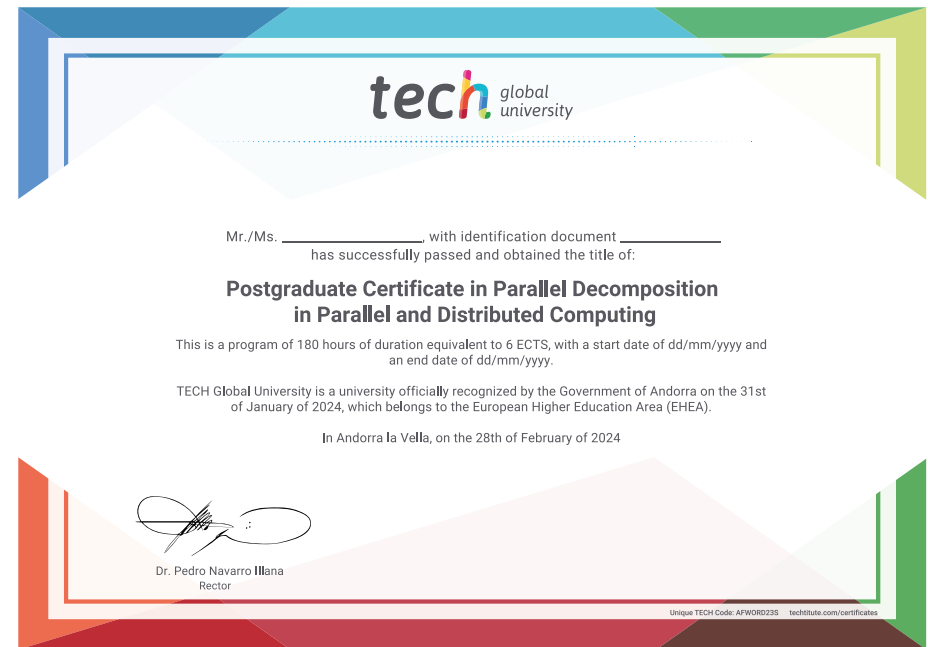 tech global
university
Mr./Ms. ____________, with identification document ____________
has successfully passed and obtained the title of:
Postgraduate Certificate in Parallel Decomposition
in Parallel and Distributed Computing
This is a program of 180 hours of duration equivalent to 6 ECTS, with a start date of dd/mm/yyyy and
an end date of dd/mm/yyyy.
TECH Global University is a university officially recognized by the Government of Andorra on the 31st
of January of 2024, which belongs to the European Higher Education Area (EHEA).
In Andorra la Vella, on the 28th of February of 2024
Dr. Pedro Navarro Illana
Rector
Unique TECH Code: AFWORD23S techtitute.com/certificates